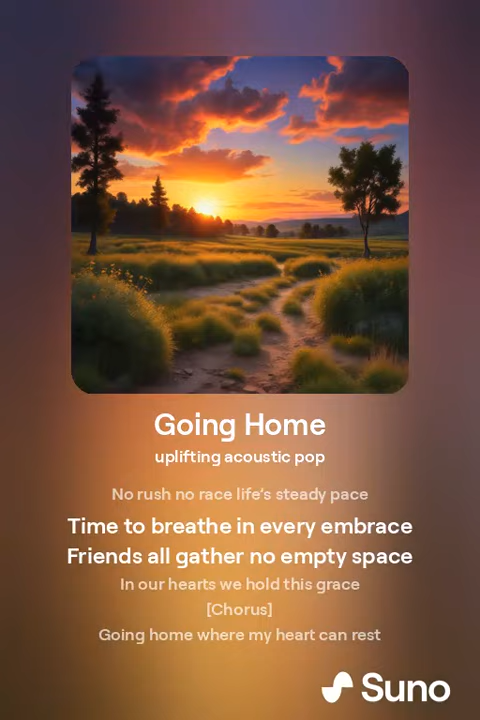 Going Home
uplifting acoustic pop
No rush no race life's steady pace
Time to breathe in every embrace
Friends all gather no empty space
In our hearts we hold this grace
[Chorus]
Going home where my heart can rest
Suno